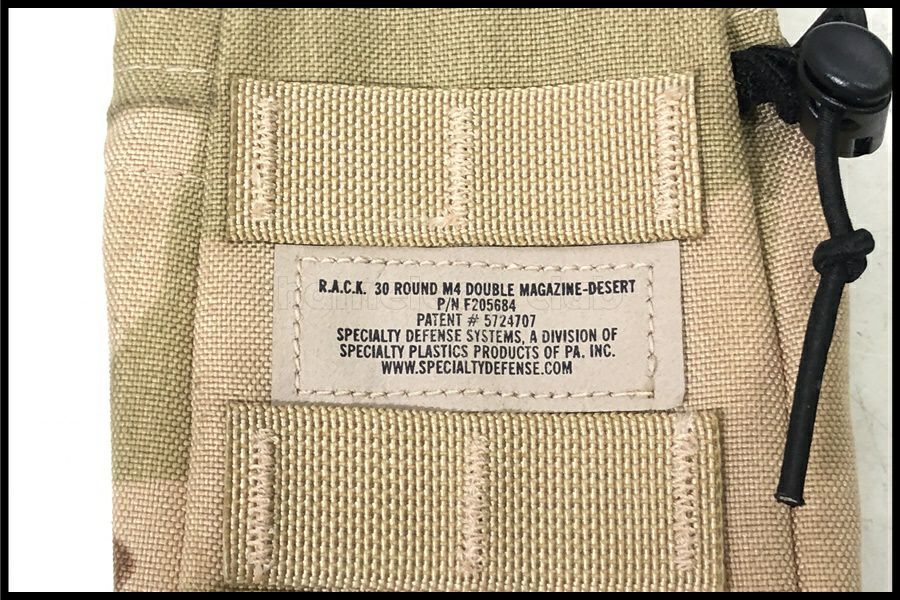 R.A.C.K. 30 ROUND M4 DOUBLE MAGAZINE-DESERT
P/N F205684
PATENT # 5724707
SPECIALTY DEFENSE SYSTEMS, A DIVISION OF
SPECIALTY PLASTICS PRODUCTS OF PA, INC.
WWW.SPECIALTYDEFENSE.COM